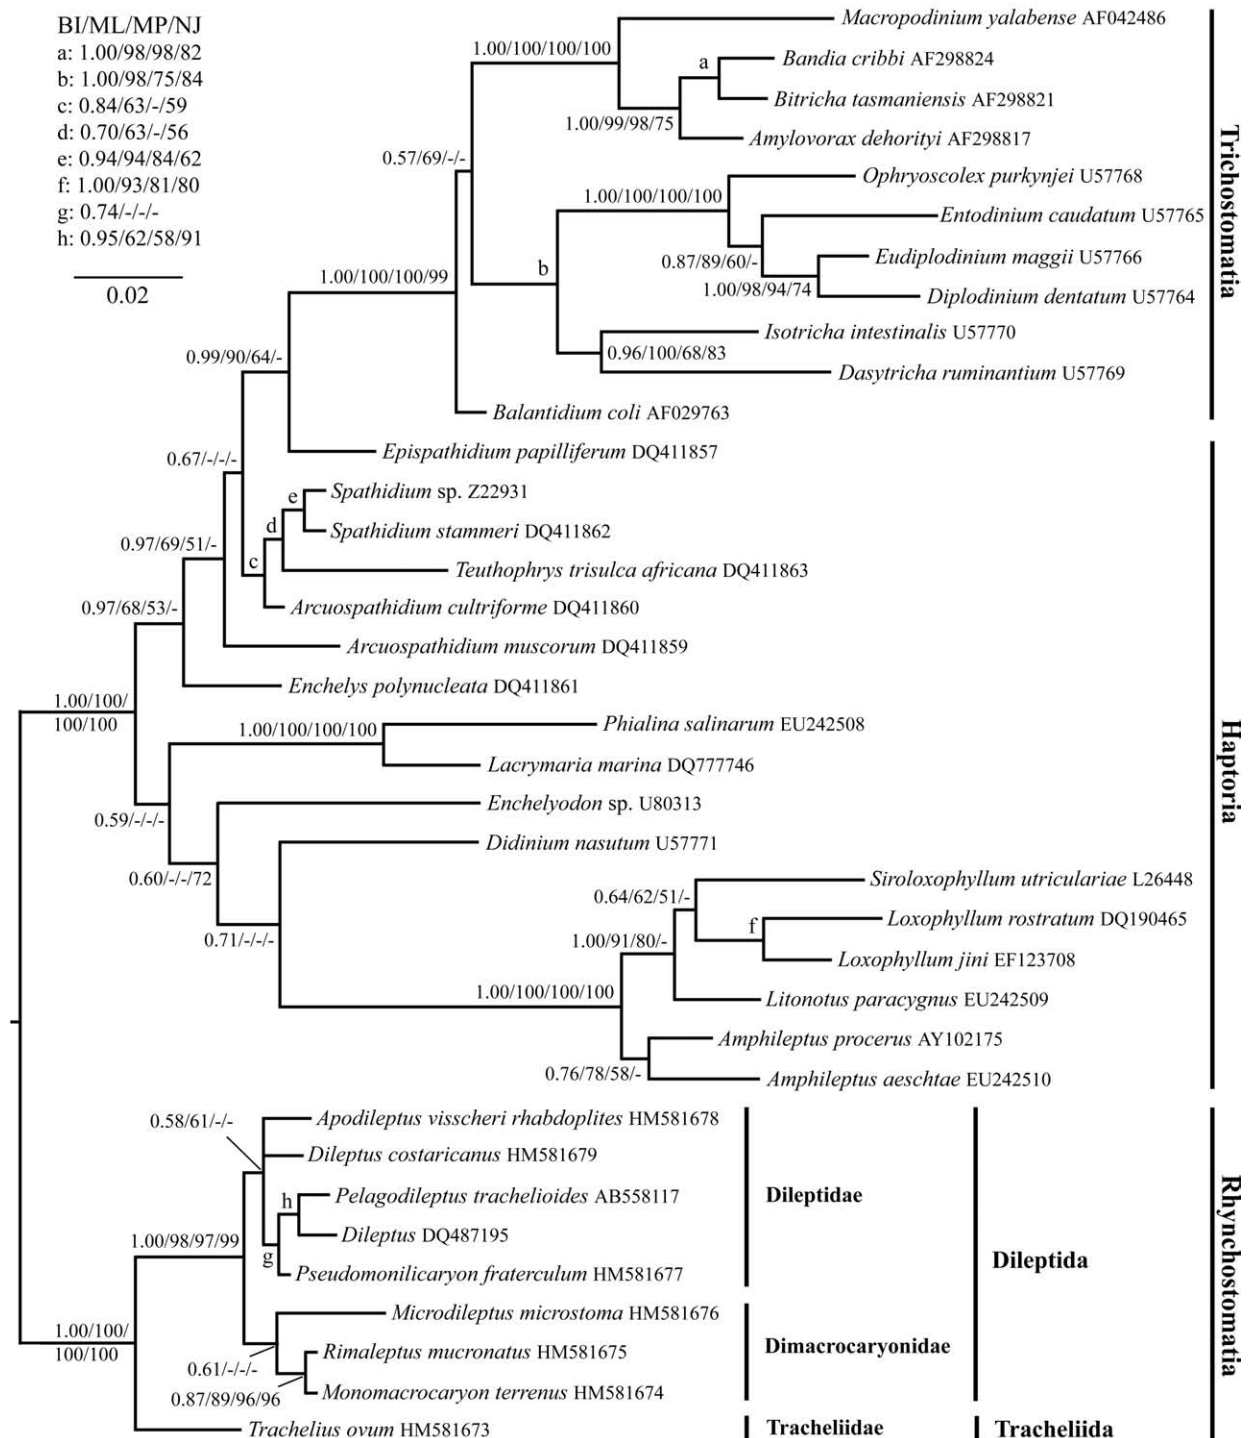 BI/ML/MP/NJ
a: 1.00/98/98/82
b: 1.00/98/75/84
c: 0.84/63/-/59
d: 0.70/63/-/56
e: 0.94/94/84/62
f: 1.00/93/81/80
g: 0.74/-/-/-
h: 0.95/62/58/91
0.02
Macropodinium yalabense AF042486
1.00/100/100/100
a
Bandia cribbi AF298824
Bitricha tasmaniensis AF298821
1.00/99/98/75
Amylovorax dehorityi AF298817
0.57/69/-/-
Ophryoscolex purkynjei U57768
1.00/100/100/100
Entodinium caudatum U57765
0.87/89/60/-
Eudiplodinium maggii U57766
b
1.00/98/94/74
Diplodinium dentatum U57764
1.00/100/100/99
Isotricha intestinalis U57770
0.96/100/68/83
Dasytricha ruminantium U57769
Trichostomatia
0.99/90/64/-
Balantidium coli AF029763
Epispathidium papilliferum DQ411857
0.67/-/-/-
e
Spathidium sp. Z22931
d
Spathidium stammeri DQ411862
0.97/69/51/-
c
Teuthophrys trisulca africana DQ411863
0.97/68/53/-
Arcuospathidium cultriforme DQ411860
Arcuospathidium muscorum DQ411859
Enchelys polynucleata DQ411861
1.00/100/
100/100
1.00/100/100/100
Phialina salinarum EU242508
Lacrymaria marina DQ777746
Haptoria
0.59/-/-/-
Enchelyodon sp. U80313
Didinium nasutum U57771
0.60/-/-/72
0.64/62/51/-
Siroloxophyllum utriculariae L26448
f
Loxophyllum rostratum DQ190465
0.71/-/-/-
1.00/91/80/-
Loxophyllum jini EF123708
1.00/100/100/100
Litonotus paracygnus EU242509
Amphileptus procerus AY102175
0.76/78/58/-
Amphileptus aeschtae EU242510
0.58/61/-/-
Apodileptus visscheri rhabdoplites HM581678
Dileptus costaricanus HM581679
h
Pelagodileptus trachelioides AB558117
Dileptidae
1.00/98/97/99
g
Dileptus DQ487195
Pseudomonilicaryon fraterculum HM581677
Dileptida
Rhynchostomatia
Microdileptus microstoma HM581676
1.00/100/
100/100
Rimaleptus mucronatus HM581675
Dimacrocaryonidae
0.61/-/-/-
0.87/89/96/96
Monomacrocaryon terrenus HM581674
Trachelius ovum HM581673
Tracheliidae
Tracheliida